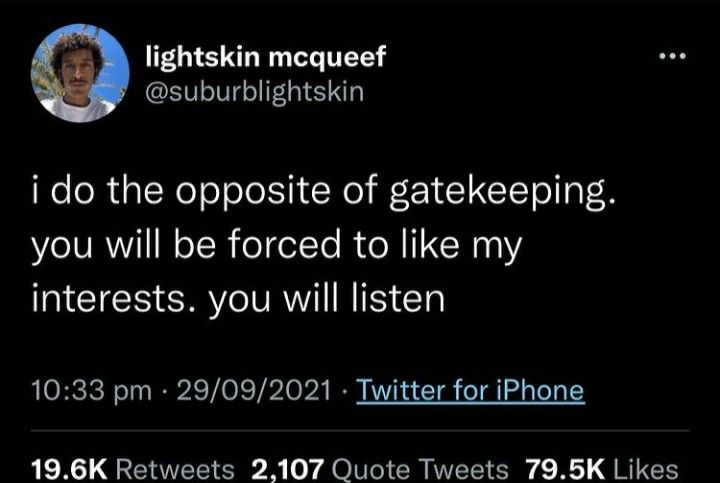 lightskin mcqueef
@suburblightskin
i do the opposite of gatekeeping.
you will be forced to like my
interests. you will listen
10:33 pm · 29/09/2021 · Twitter for iPhone
19.6K Retweets 2,107 Quote Tweets 79.5K Likes